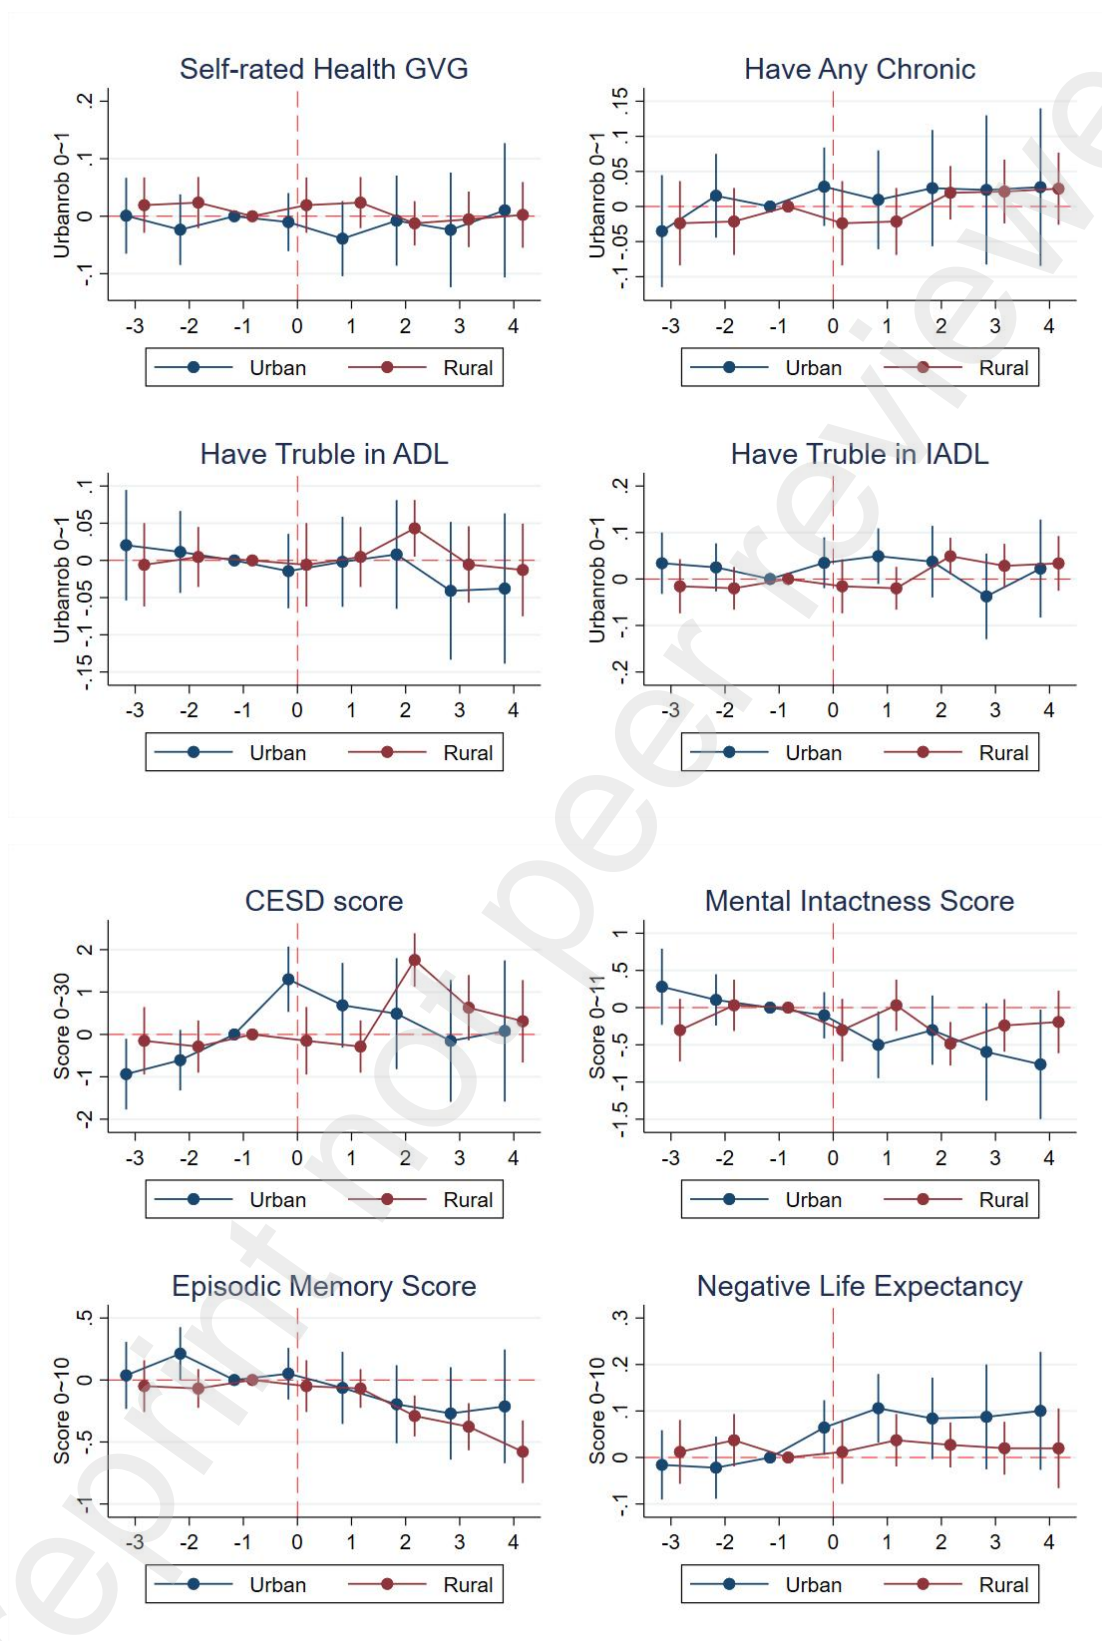 Self-rated Health GVG
Urbanrob 0~1
.2
.1
0
-.1
-3 -2 -1 0 1 2 3 4
Urban Rural
Have Any Chronic
Urbanrob 0~1
.15
.1
.05
0
-.05
-.1
-3 -2 -1 0 1 2 3 4
Urban Rural
Have Truble in ADL
Urbanrob 0~1
.1
.05
0
-.05
-.1
-.15
-3 -2 -1 0 1 2 3 4
Urban Rural
Have Truble in IADL
Urbanrob 0~1
.2
.1
0
-.1
-.2
-3 -2 -1 0 1 2 3 4
Urban Rural
CESD score
Score 0~30
2
1
0
-1
-2
-3 -2 -1 0 1 2 3 4
Urban Rural
Mental Intactness Score
Score 0~11
1
.5
0
-.5
-1
-1.5
-3 -2 -1 0 1 2 3 4
Urban Rural
Episodic Memory Score
Score 0~10
.5
0
-.5
-1
-3 -2 -1 0 1 2 3 4
Urban Rural
Negative Life Expectancy
Score 0~10
.3
.2
.1
0
-.1
-3 -2 -1 0 1 2 3 4
Urban Rural
eprint not peer reviewe